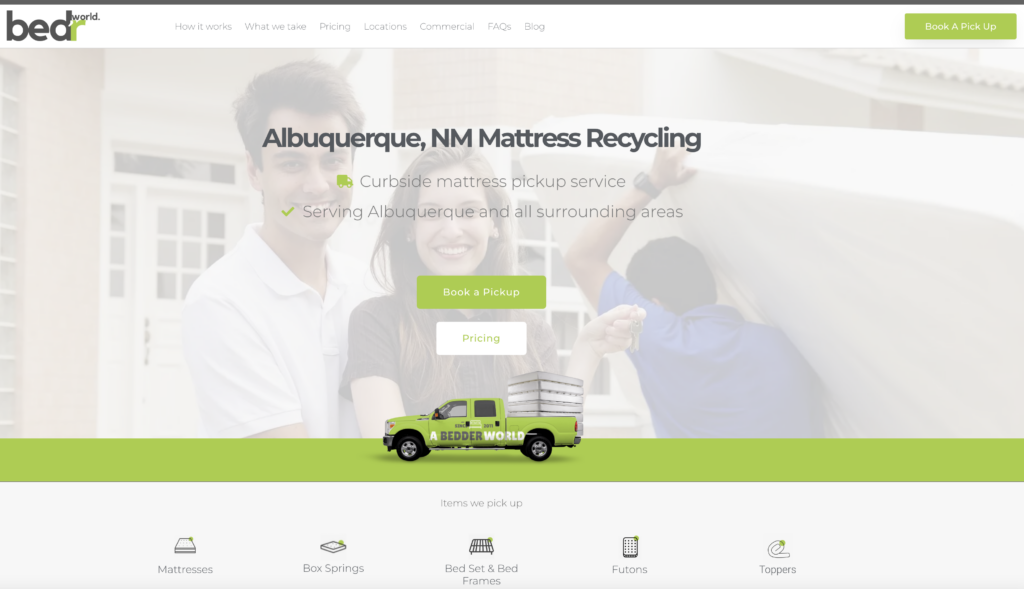 bedr world.
How it works What we take Pricing Locations Commercial FAQs Blog
Book A Pick Up
Albuquerque, NM Mattress Recycling
Curbside mattress pickup service
Serving Albuquerque and all surrounding areas
Book a Pickup
Pricing
SINCE 2011
A BEDDER WORLD
Items we pick up
Mattresses
Box Springs
Bed Set & Bed
Frames
Futons
Toppers